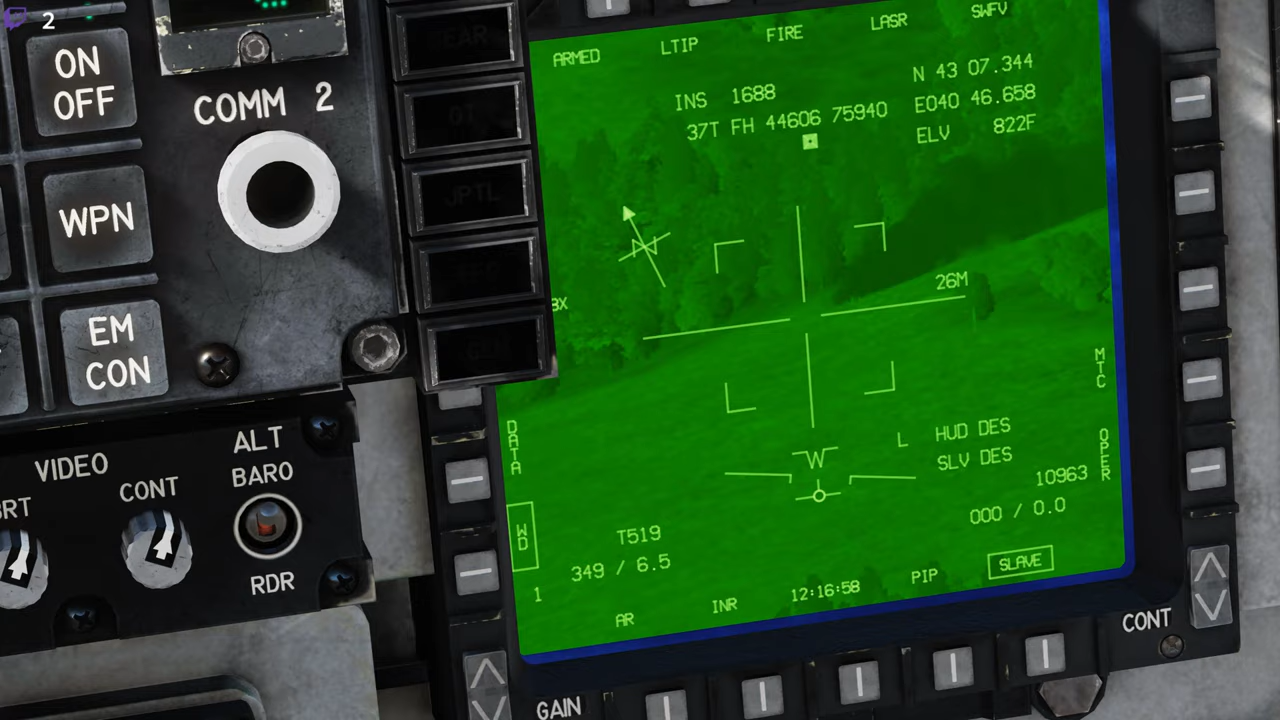 2
ON
OFF
COMM 2
WPN
EM
CON
VIDEO
CONT
ALT
BARO
RDR
ARMED LTIP FIRE LASR SWFV
INS 1688
37T FH 44606 75940
N 43 07.344
E040 46.658
ELV 822F
26M
MTC
DATA
W
L HUD DES
SLV DES
OPER
10963
000 / 0.0
WD
T519
349 / 6.5
1
AR INR 12:16:58 PIP SLAVE
GAIN
CONT